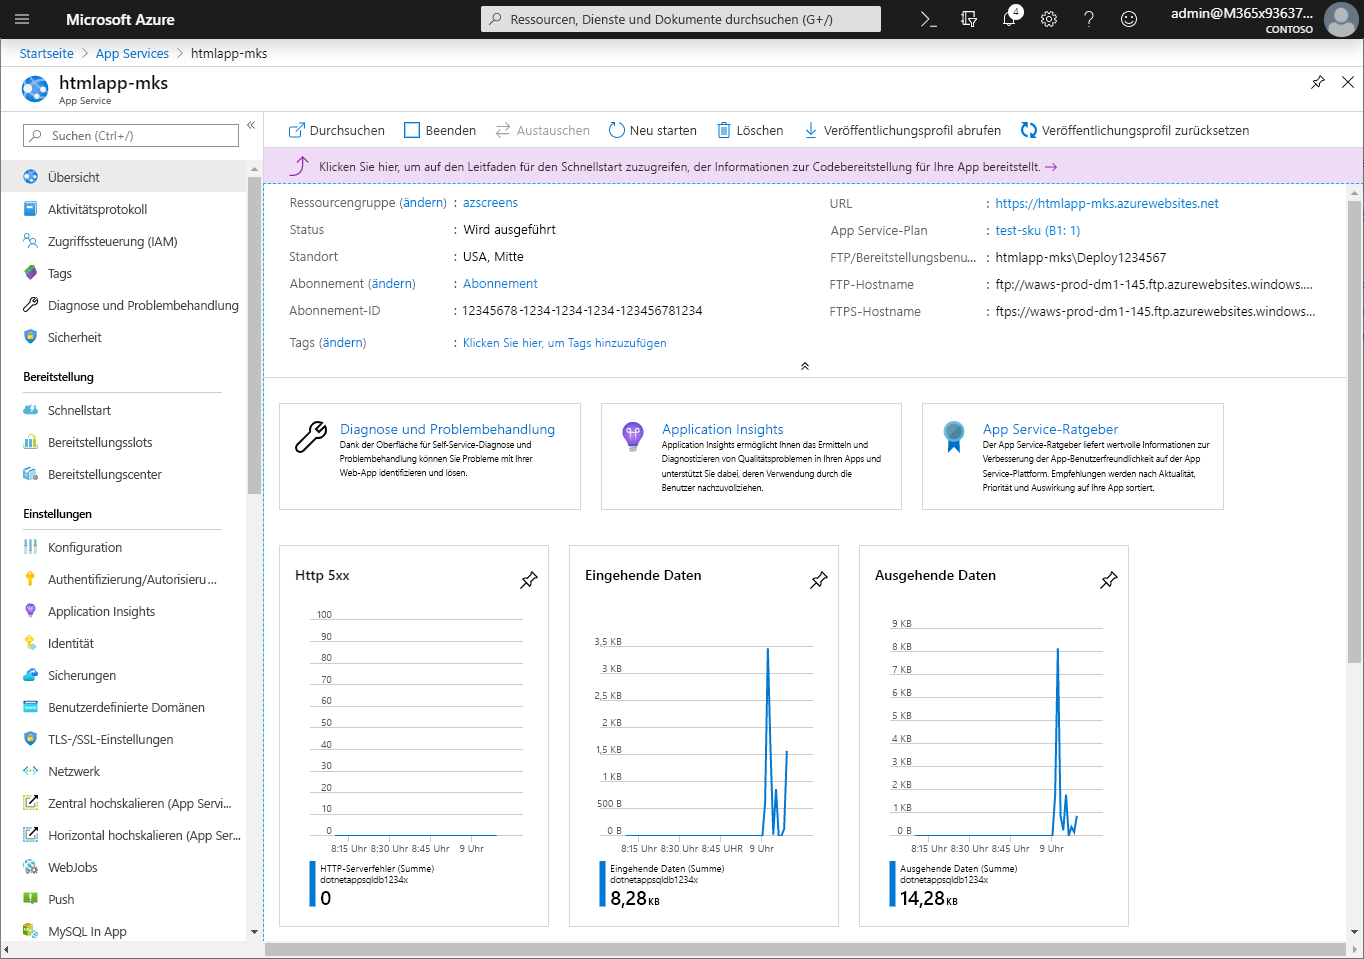 Microsoft Azure
Ressourcen, Dienste und Dokumente durchsuchen (G+/)
4
admin@M365x93637...
CONTOSO
Startseite > App Services > htmlapp-mks
htmlapp-mks
App Service
Suchen (Ctrl+/)
Übersicht
Aktivitätsprotokoll
Zugriffssteuerung (IAM)
Tags
Diagnose und Problembehandlung
Sicherheit
Bereitstellung
Schnellstart
Bereitstellungsslots
Bereitstellungscenter
Einstellungen
Konfiguration
Authentifizierung/Autorisieru...
Application Insights
Identität
Sicherungen
Benutzerdefinierte Domänen
TLS-/SSL-Einstellungen
Netzwerk
Zentral hochskalieren (App Servi...
Horizontal hochskalieren (App Ser...
WebJobs
Push
MySQL In App
Durchsuchen Beenden Austauschen Neu starten Löschen Veröffentlichungsprofil abrufen Veröffentlichungsprofil zurücksetzen
Klicken Sie hier, um auf den Leitfaden für den Schnellstart zuzugreifen, der Informationen zur Codebereitstellung für Ihre App bereitstellt. →
Ressourcengruppe (ändern) : azscreens
Status : Wird ausgeführt
Standort : USA, Mitte
Abonnement (ändern) : Abonnement
Abonnement-ID : 12345678-1234-1234-1234-123456781234
Tags (ändern) : Klicken Sie hier, um Tags hinzuzufügen
URL : https://htmlapp-mks.azurewebsites.net
App Service-Plan : test-sku (B1: 1)
FTP/Bereitstellungsbenu... : htmlapp-mks\Deploy1234567
FTP-Hostname : ftp://waws-prod-dm1-145.ftp.azurewebsites.windows....
FTPS-Hostname : ftps://waws-prod-dm1-145.ftp.azurewebsites.windows...
Diagnose und Problembehandlung
Dank der Oberfläche für Self-Service-Diagnose und
Problembehandlung können Sie Probleme mit Ihrer
Web-App identifizieren und lösen.
Application Insights
Application Insights ermöglicht Ihnen das Ermitteln und
Diagnostizieren von Qualitätsproblemen in Ihren Apps und
unterstützt Sie dabei, deren Verwendung durch die
Benutzer nachzuvollziehen.
App Service-Ratgeber
Der App Service-Ratgeber liefert wertvolle Informationen zur
Verbesserung der App-Benutzerfreundlichkeit auf der App
Service-Plattform. Empfehlungen werden nach Aktualität,
Priorität und Auswirkung auf Ihre App sortiert.
Http 5xx
100
90
80
70
60
50
40
30
20
10
0
8:15 Uhr 8:30 Uhr 8:45 Uhr 9 Uhr
HTTP-Serverfehler (Summe)
dotnetappsqldb1234x
0
Eingehende Daten
3,5 KB
3 KB
2,5 KB
2 KB
1,5 KB
1 KB
500 B
0 B
8:15 Uhr 8:30 Uhr 8:45 UHR 9 Uhr
Eingehende Daten (Summe)
dotnetappsqldb1234x
8,28 KB
Ausgehende Daten
9 KB
8 KB
7 KB
6 KB
5 KB
4 KB
3 KB
2 KB
1 KB
0 B
8:15 Uhr 8:30 Uhr 8:45 Uhr 9 Uhr
Ausgehende Daten (Summe)
dotnetappsqldb1234x
14,28 KB